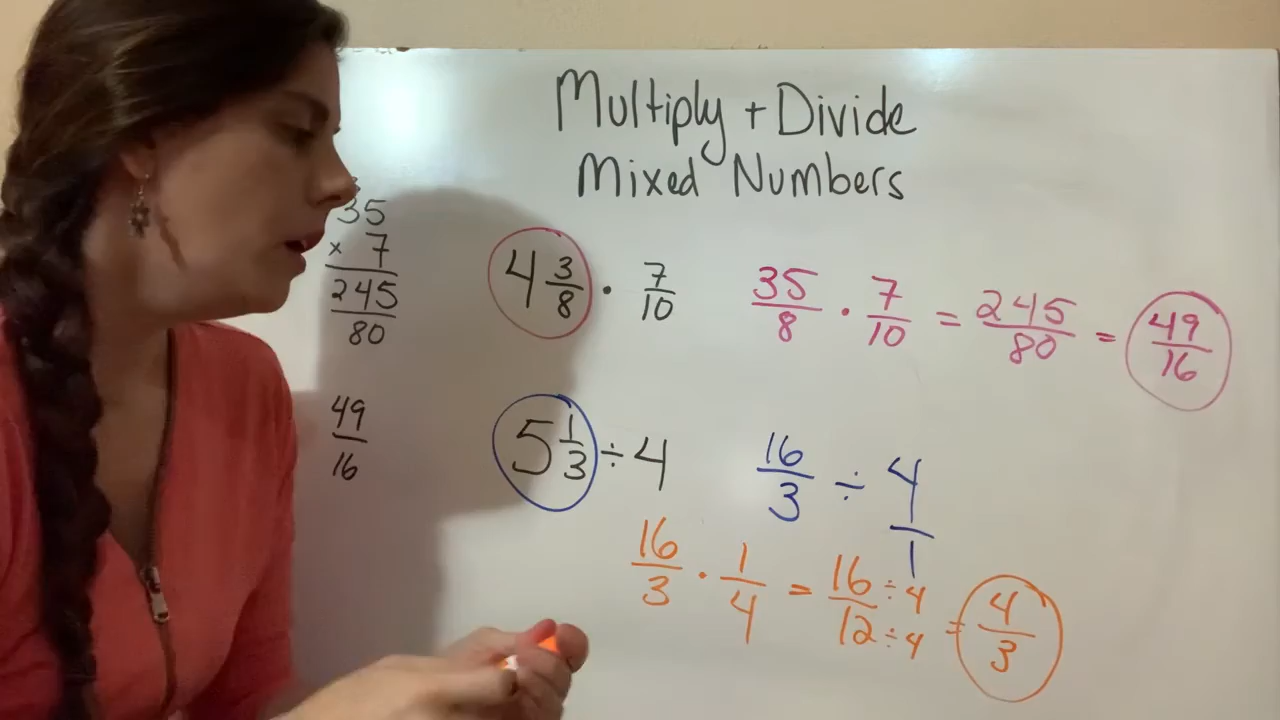 Multiply + Divide
Mixed Numbers
35
× 7
245
80
49
16
4 3/8 · 7/10
35/8 · 7/10 = 245/80 = 49/16
5 1/3 ÷ 4
16/3 ÷ 4/1
16/3 · 1/4 = 16÷4/12÷4 = 4/3